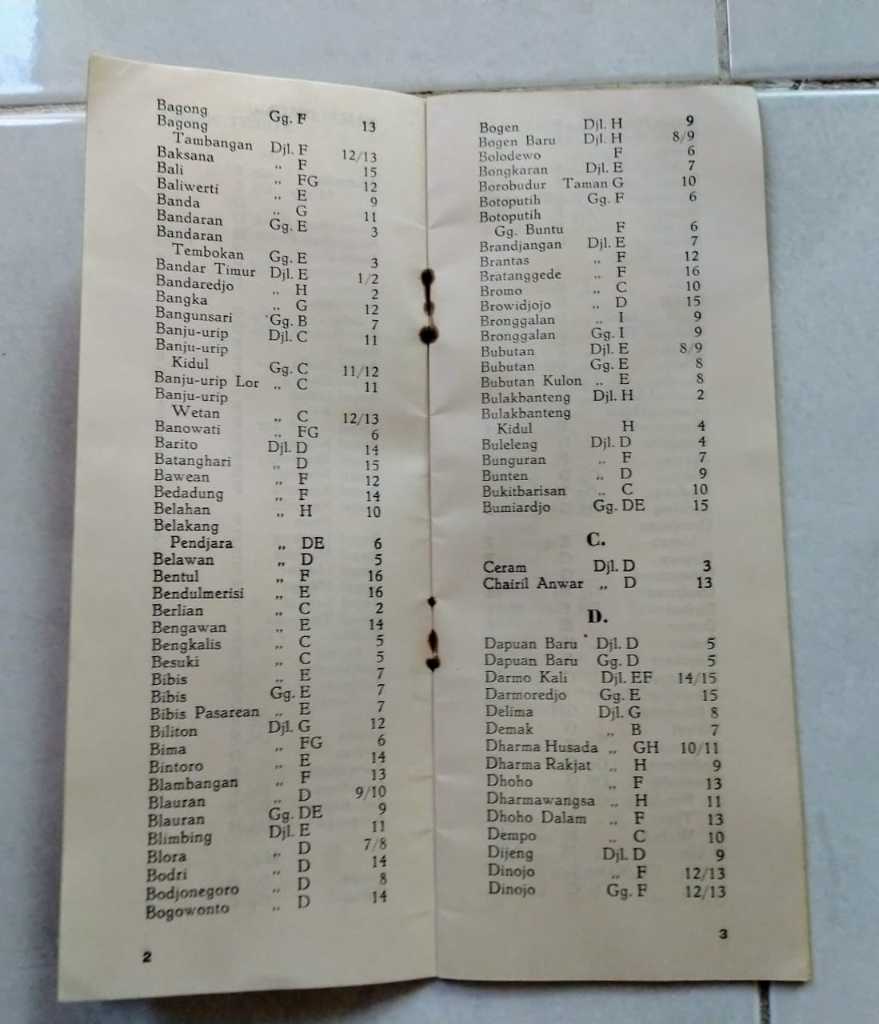 Bagong Gg. F 13
Bagong
Tambangan Djl. F 12/13
Baksana ,, F 15
Bali ,, FG 12
Baliwerti ,, E 9
Banda ,, G 11
Bandaran Gg. E 3
Bandaran
Tembokan Gg. E 3
Bandar Timur Djl. E 1/2
Bandaredjo ,, H 2
Bangka ,, G 12
Bangunsari Gg. B 7
Banju-urip Djl. C 11
Banju-urip
Kidul Gg. C 11/12
Banju-urip Lor ,, C 11
Banju-urip
Wetan ,, C 12/13
Banowati ,, FG 6
Barito Djl. D 14
Batanghari ,, D 15
Bawean ,, F 12
Bedadung ,, F 14
Belahan ,, H 10
Belakang
Pendjara ,, DE 6
Belawan ,, D 5
Bentul ,, F 16
Bendulmerisi ,, E 16
Berlian ,, C 2
Bengawan ,, E 14
Bengkalis ,, C 5
Besuki ,, C 5
Bibis ,, E 7
Bibis Gg. E 7
Bibis Pasarean ,, E 7
Biliton Djl. G 12
Bima ,, FG 6
Bintoro ,, E 14
Blambangan ,, F 13
Blauran ,, D 9/10
Blauran Gg. DE 9
Blimbing Djl. E 11
Blora ,, D 7/8
Bodri ,, D 14
Bodjonegoro ,, D 8
Bogowonto ,, D 14
2
Bogen Djl. H 9
Bogen Baru Djl. H 8/9
Bolodewo F 6
Bongkaran Djl. E 7
Borobudur Taman G 10
Botoputih Gg. F 6
Botoputih
Gg. Buntu F 6
Brandjangan Djl. E 7
Brantas ,, F 12
Bratanggede ,, F 16
Bromo ,, C 10
Browidjojo ,, D 15
Bronggalan ,, I 9
Bronggalan Gg. I 9
Bubutan Djl. E 8/9
Bubutan Gg. E 8
Bubutan Kulon ,, E 8
Bulakbanteng Djl. H 2
Bulakbanteng
Kidul H 4
Buleleng Djl. D 4
Bunguran ,, F 7
Bunten ,, D 9
Bukitbarisan ,, C 10
Bumiardjo Gg. DE 15
C.
Ceram Djl. D 3
Chairil Anwar ,, D 13
D.
Dapuan Baru Djl. D 5
Dapuan Baru Gg. D 5
Darmo Kali Djl. EF 14/15
Darmoredjo Gg. E 15
Delima Djl. G 8
Demak ,, B 7
Dharma Husada ,, GH 10/11
Dharma Rakjat ,, H 9
Dhoho ,, F 13
Dharmawangsa ,, H 11
Dhoho Dalam ,, F 13
Dempo ,, C 10
Dijeng Djl. D 9
Dinojo ,, F 12/13
Dinojo Gg. F 12/13
3